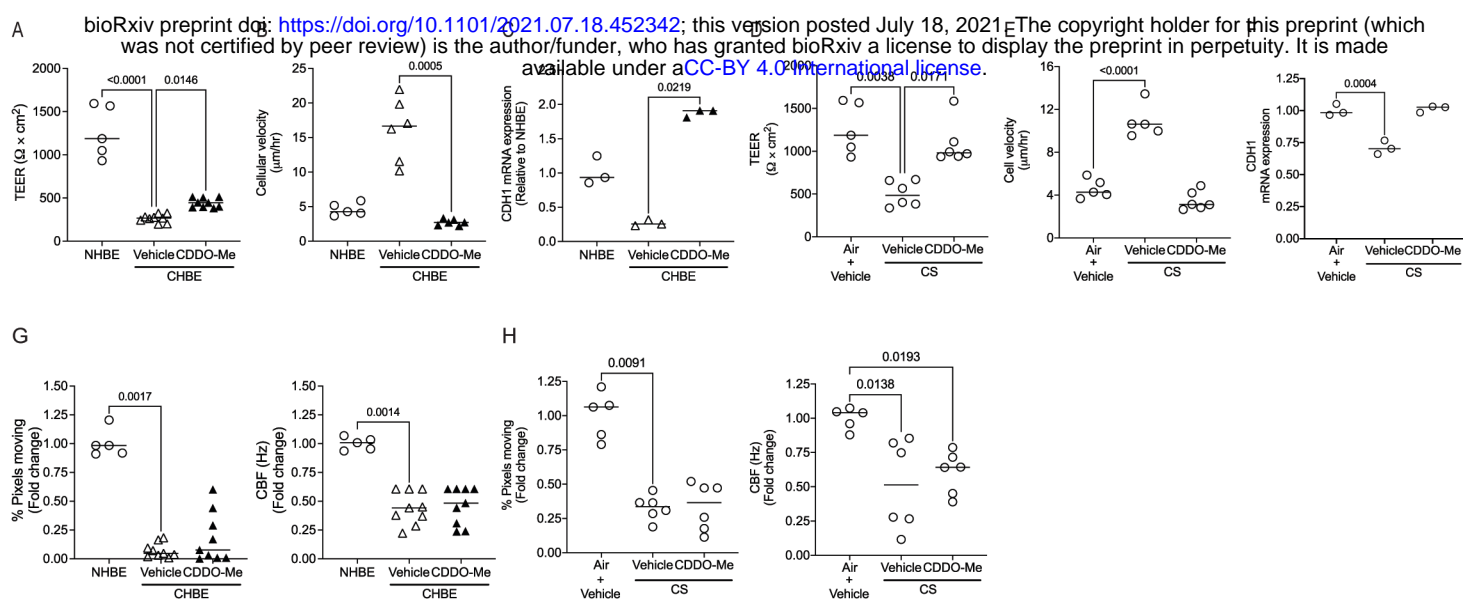 bioRxiv preprint doi: https://doi.org/10.1101/2021.07.18.452342; this version posted July 18, 2021. The copyright holder for this preprint (which
was not certified by peer review) is the author/funder, who has granted bioRxiv a license to display the preprint in perpetuity. It is made
available under aCC-BY 4.0 International license.
A
TEER (Ω × cm²)
2000
1500
1000
500
0
<0.0001
0.0146
NHBE
Vehicle CDDO-Me
CHBE
B
Cellular velocity
(μm/hr)
25
20
15
10
5
0
0.0005
NHBE
Vehicle CDDO-Me
CHBE
C
CDH1 mRNA expression
(Relative to NHBE)
2.0
1.5
1.0
0.5
0.0
0.0219
NHBE
Vehicle CDDO-Me
CHBE
D
TEER
(Ω × cm²)
2000
1500
1000
500
0
0.0038
0.0171
Air
+
Vehicle
Vehicle CDDO-Me
CS
E
Cell velocity
(μm/hr)
16
12
8
4
0
<0.0001
Air
+
Vehicle
Vehicle CDDO-Me
CS
F
CDH1
mRNA expression
1.25
1.00
0.75
0.50
0.25
0.00
0.0004
Air
+
Vehicle
Vehicle CDDO-Me
CS
G
% Pixels moving
(Fold change)
1.50
1.25
1.00
0.75
0.50
0.25
0.00
0.0017
NHBE
Vehicle CDDO-Me
CHBE
CBF (Hz)
(Fold change)
1.50
1.25
1.00
0.75
0.50
0.25
0.00
0.0014
NHBE
Vehicle CDDO-Me
CHBE
H
% Pixels moving
(Fold change)
1.25
1.00
0.75
0.50
0.25
0.00
0.0091
Air
+
Vehicle
Vehicle CDDO-Me
CS
CBF (Hz)
(Fold change)
1.25
1.00
0.75
0.50
0.25
0.00
0.0193
0.0138
Air
+
Vehicle
Vehicle CDDO-Me
CS